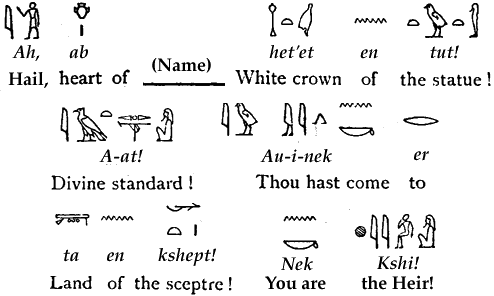 Ah, ab het'et en tut!
Hail, heart of (Name) White crown of the statue!
A-at! Au-i-nek er
Divine standard! Thou hast come to
ta en kshept! Nek Kshi!
Land of the sceptre! You are the Heir!